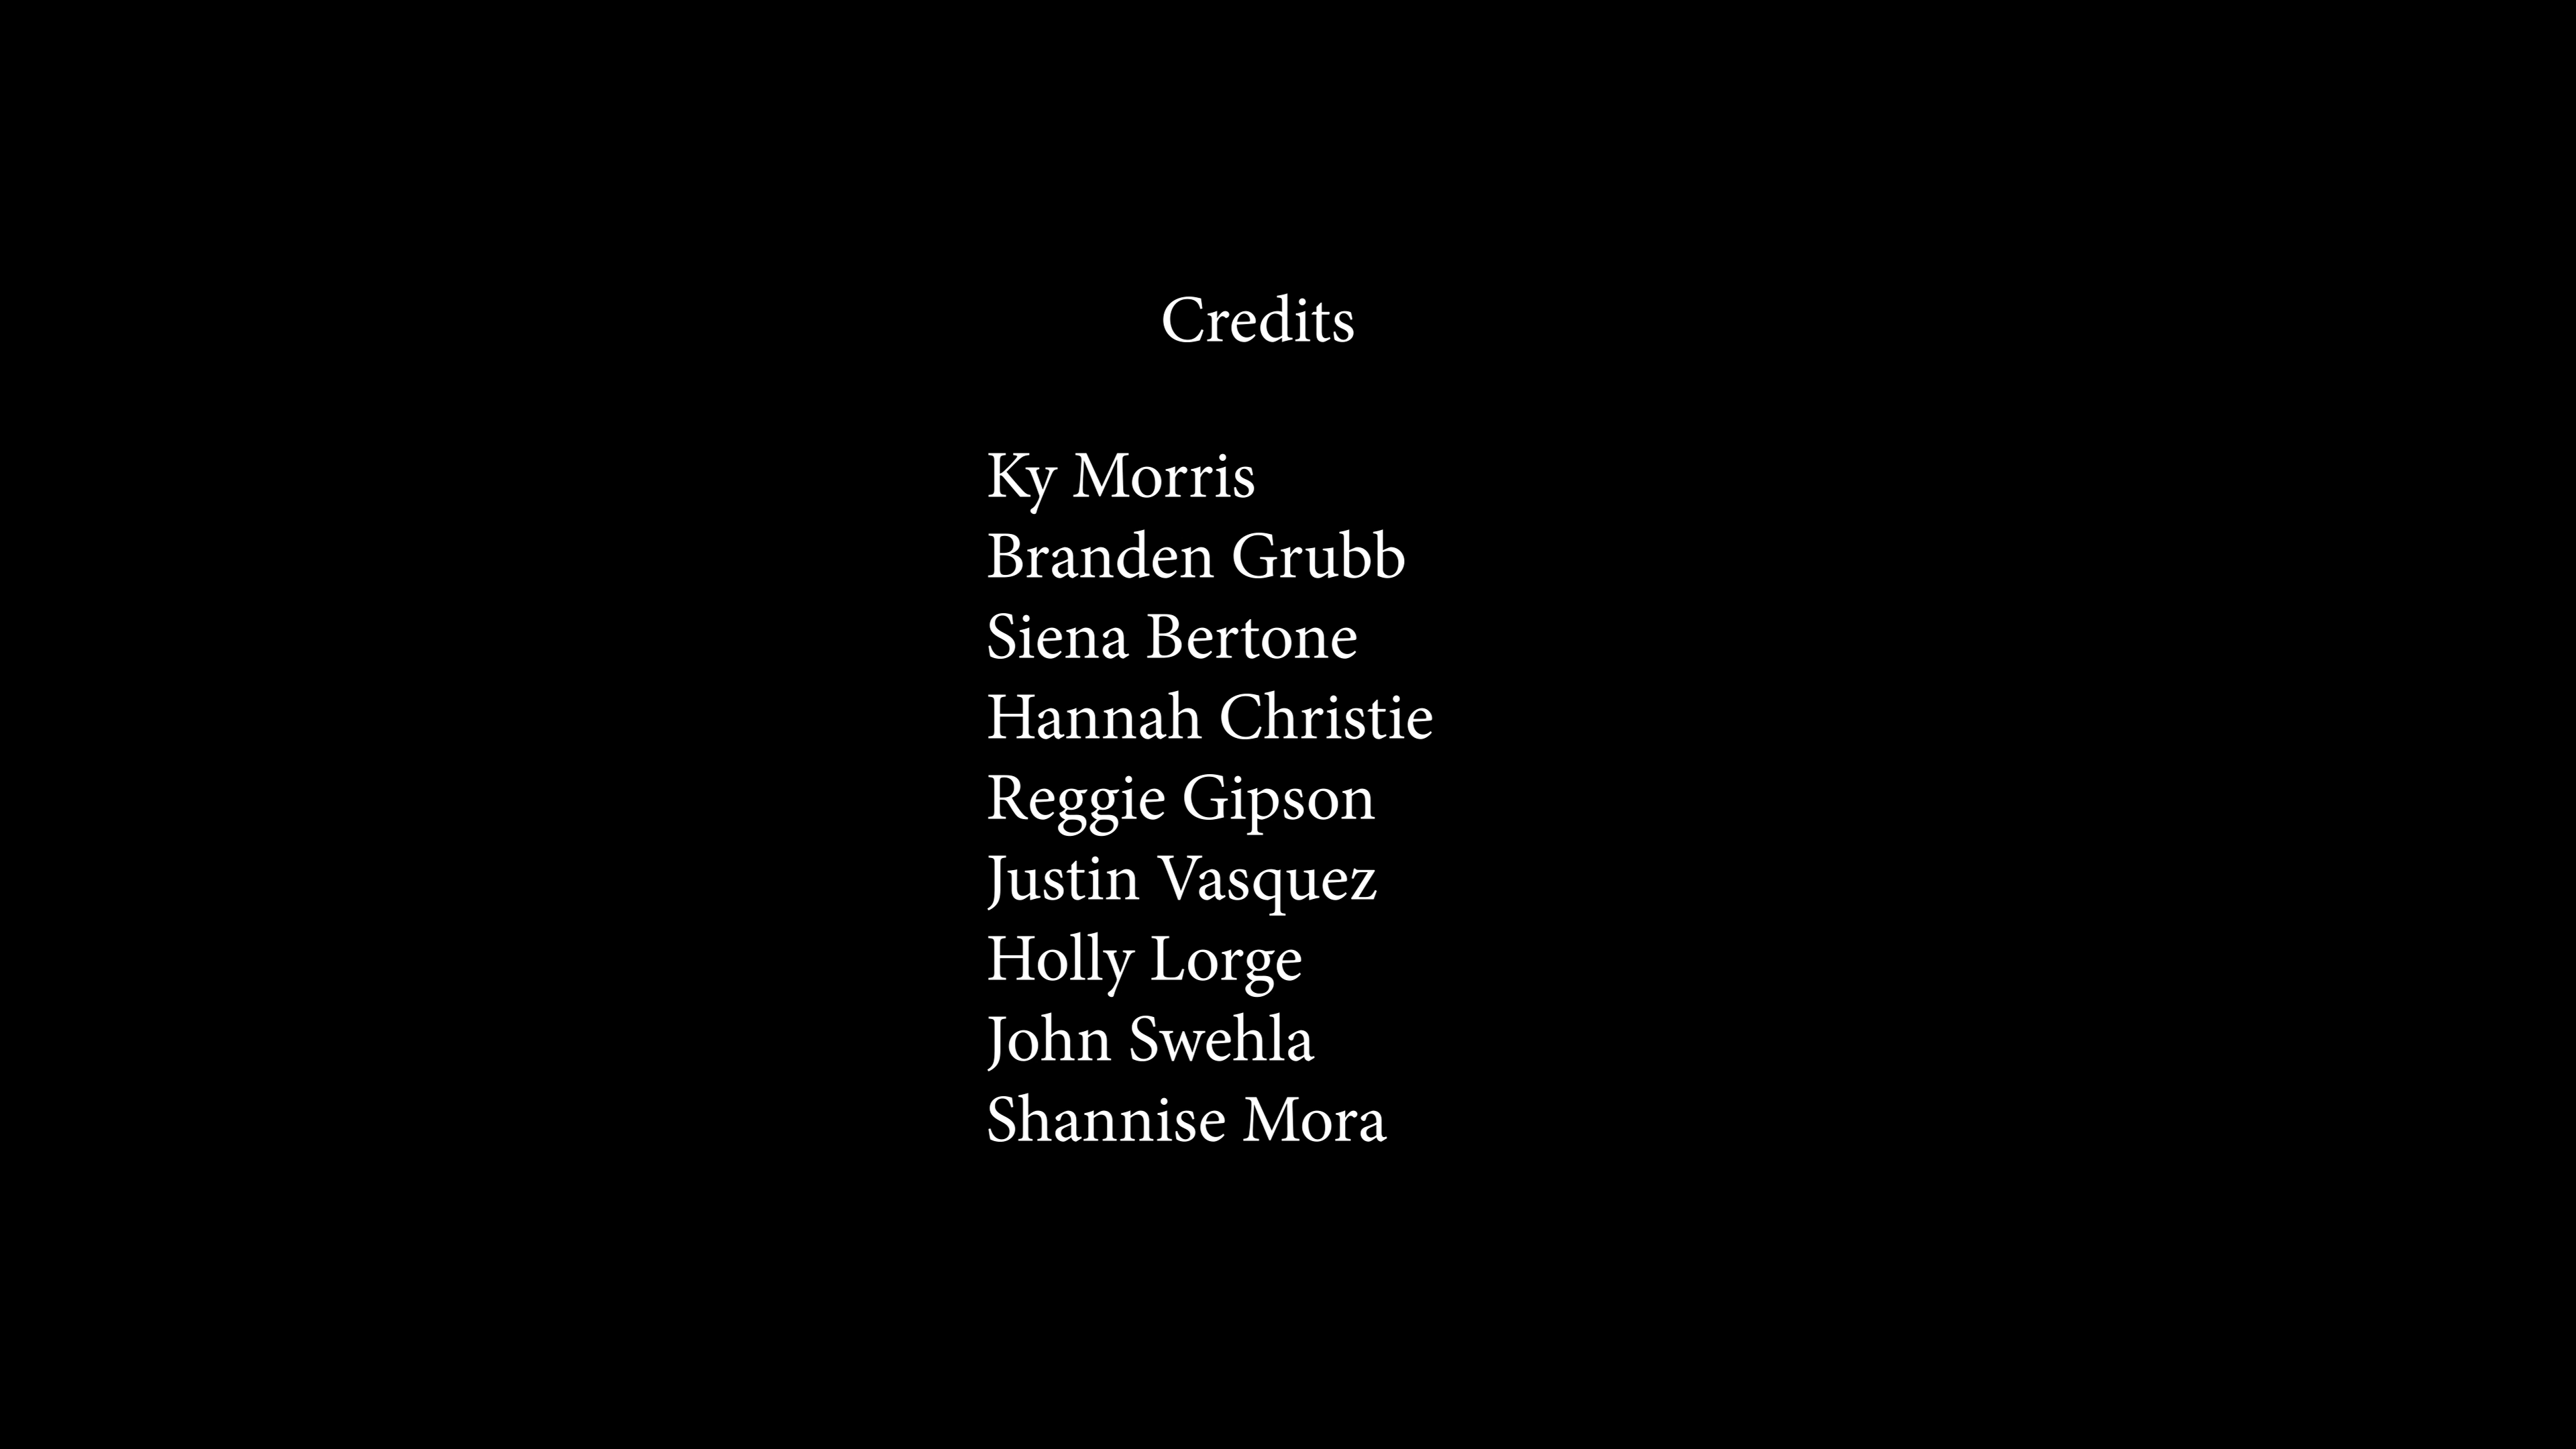 Credits
Ky Morris
Branden Grubb
Siena Bertone
Hannah Christie
Reggie Gipson
Justin Vasquez
Holly Lorge
John Swehla
Shannise Mora